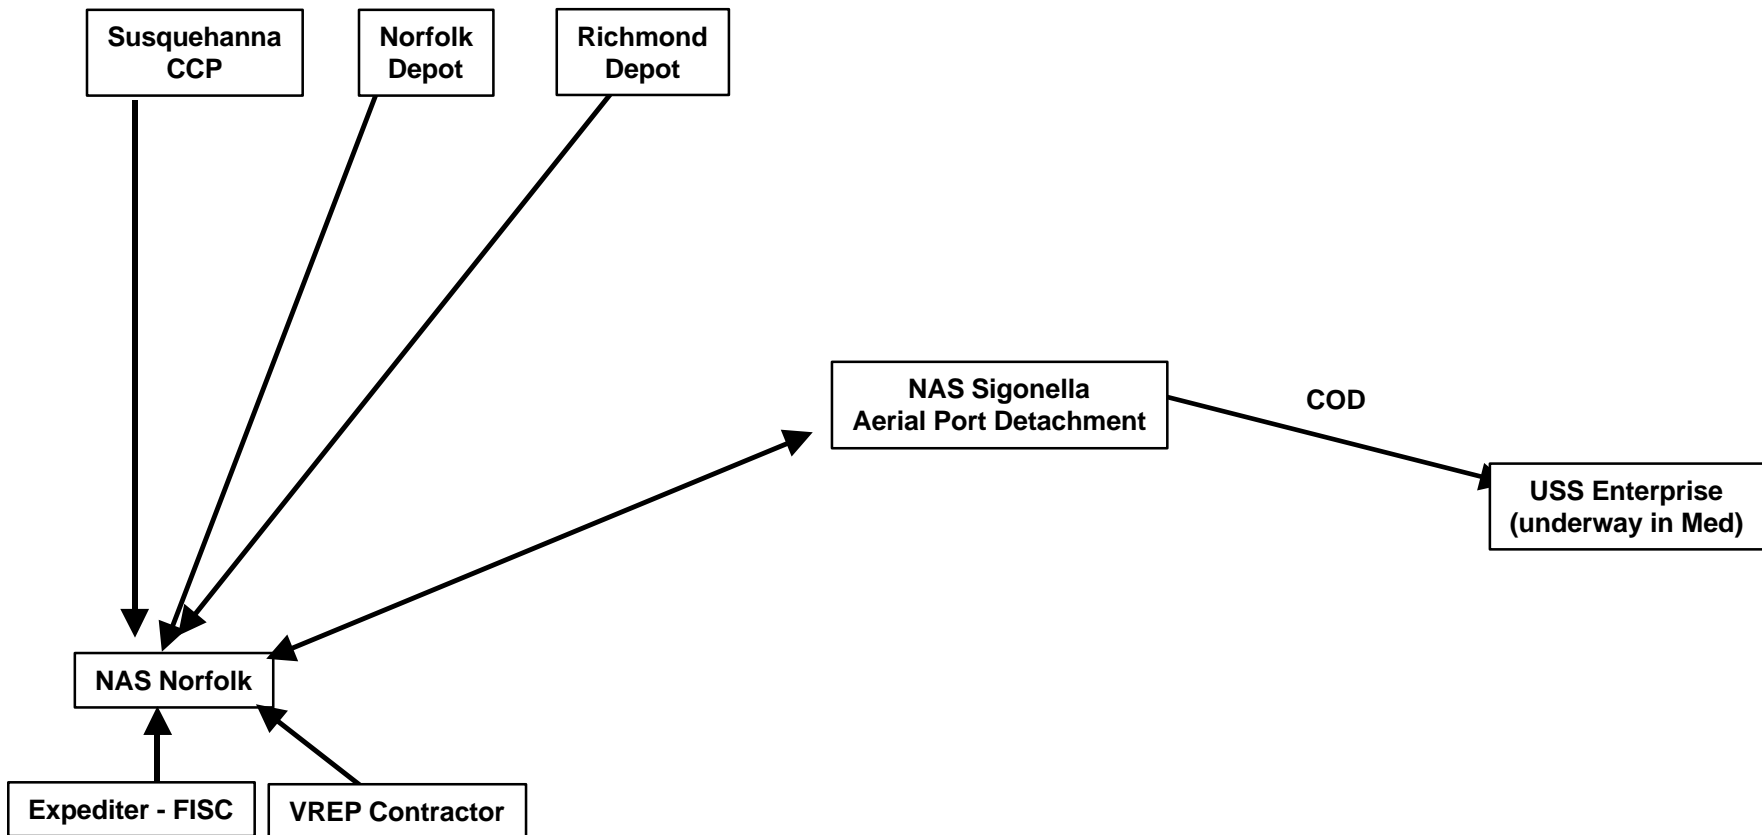 Susquehanna
CCP
Norfolk
Depot
Richmond
Depot
NAS Sigonella
Aerial Port Detachment
COD
USS Enterprise
(underway in Med)
NAS Norfolk
Expediter - FISC
VREP Contractor